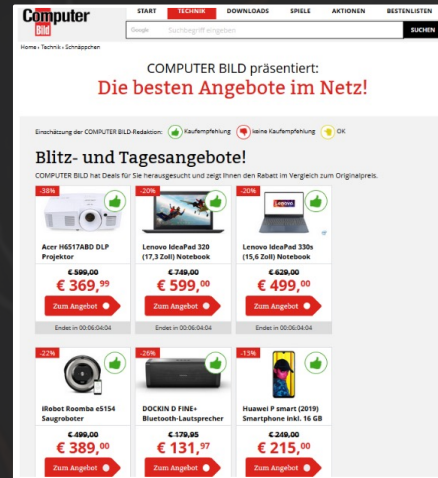 Computer
Bild
START TECHNIK DOWNLOADS SPIELE AKTIONEN BESTENLISTEN
Google Suchbegriff eingeben SUCHEN
Home › Technik › Schnäppchen
COMPUTER BILD präsentiert:
Die besten Angebote im Netz!
Einschätzung der COMPUTER BILD-Redaktion: Kaufempfehlung keine Kaufempfehlung OK
Blitz- und Tagesangebote!
COMPUTER BILD hat Deals für Sie herausgesucht und zeigt Ihnen den Rabatt im Vergleich zum Originalpreis.
-38% -20% -20%
Lenovo
Acer H6517ABD DLP Lenovo IdeaPad 320 Lenovo IdeaPad 330s
Projektor (17,3 Zoll) Notebook (15,6 Zoll) Notebook
€ 599,00 € 749,00 € 629,00
€ 369,99 € 599,00 € 499,00
Zum Angebot Zum Angebot Zum Angebot
Endet in 00:06:04:04 Endet in 00:06:04:04 Endet in 00:06:04:04
-22% -26% -13%
iRobot Roomba e5154 DOCKIN D FINE+ Huawei P smart (2019)
Saugroboter Bluetooth-Lautsprecher Smartphone inkl. 16 GB
€ 499,00 € 179,95 € 249,00
€ 389,00 € 131,97 € 215,00
Zum Angebot Zum Angebot Zum Angebot